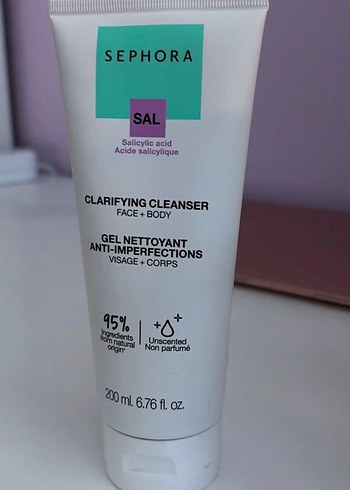 SEPHORA
SAL
Salicylic acid
Acide salicylique
CLARIFYING CLEANSER
FACE + BODY
GEL NETTOYANT
ANTI-IMPERFECTIONS
VISAGE + CORPS
95%
Ingredients
from natural
origin*
Unscented
Non parfumé
200 ml. 6.76 fl. oz.